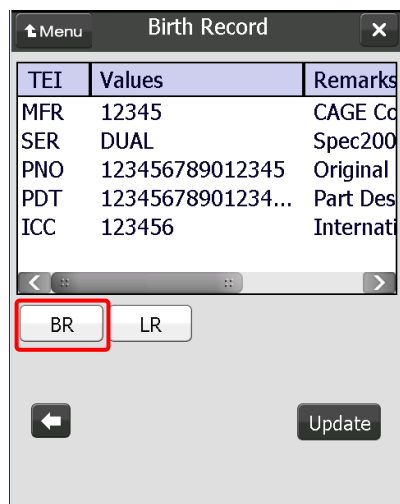 Menu Birth Record
TEI Values Remarks
MFR 12345 CAGE Co
SER DUAL Spec200
PNO 123456789012345 Original
PDT 12345678901234... Part Des
ICC 123456 Internati
BR LR
Update